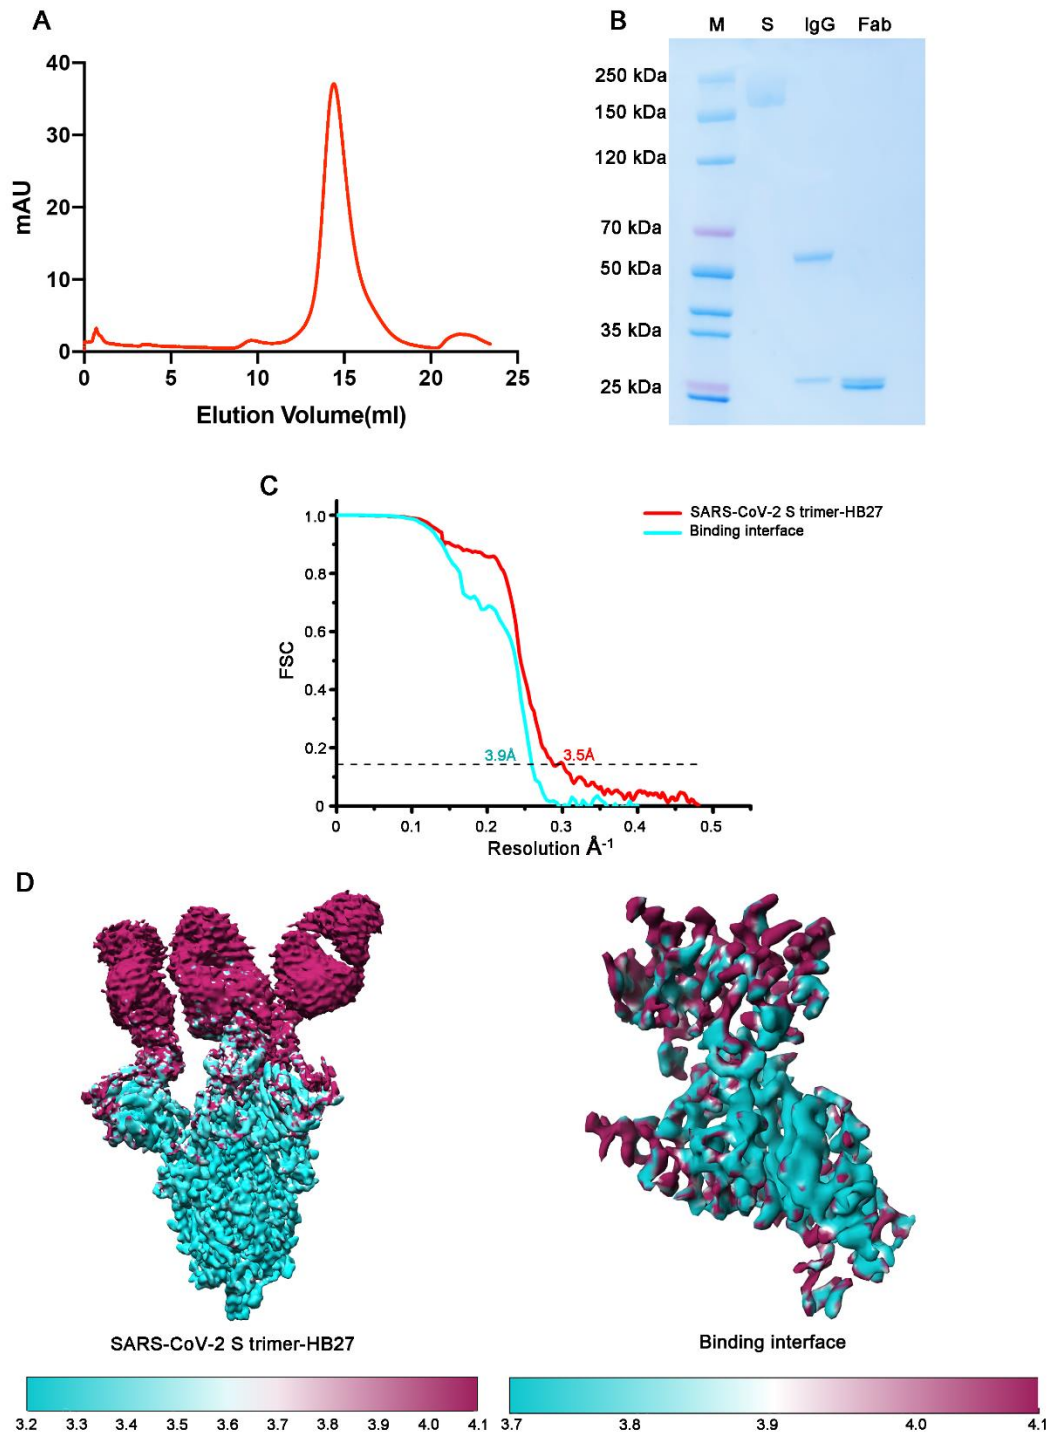 A
mAU
40
30
20
10
0
0 5 10 15 20 25
Elution Volume(ml)
B
M S IgG Fab
250 kDa
150 kDa
120 kDa
70 kDa
50 kDa
35 kDa
25 kDa
C
SARS-CoV-2 S trimer-HB27
Binding interface
FSC
1.0
0.8
0.6
0.4
0.2
0
3.9Å 3.5Å
0 0.1 0.2 0.3 0.4 0.5
Resolution Å-1
D
SARS-CoV-2 S trimer-HB27
Binding interface
3.2 3.3 3.4 3.5 3.6 3.7 3.8 3.9 4.0 4.1
3.7 3.8 3.9 4.0 4.1